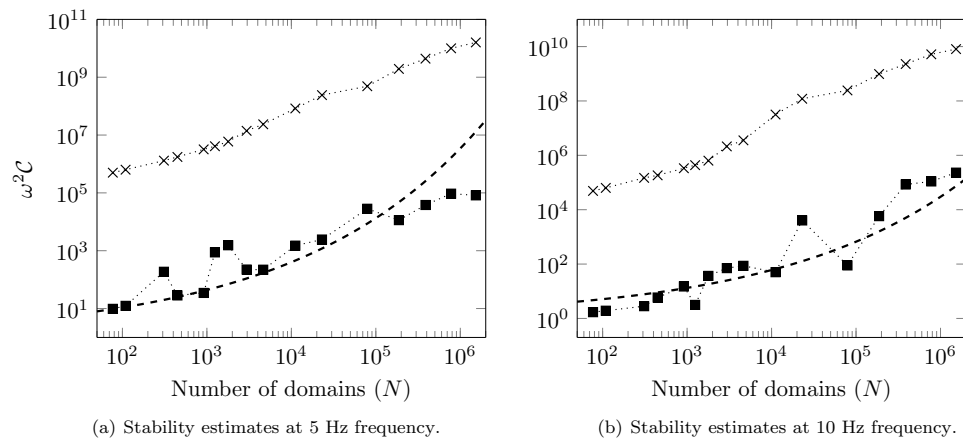 10^11
10^9
10^7
10^5
10^3
10^1
ω²𝒞
10^2 10^3 10^4 10^5 10^6
Number of domains (N)
(a) Stability estimates at 5 Hz frequency.
10^10
10^8
10^6
10^4
10^2
10^0
10^2 10^3 10^4 10^5 10^6
Number of domains (N)
(b) Stability estimates at 10 Hz frequency.